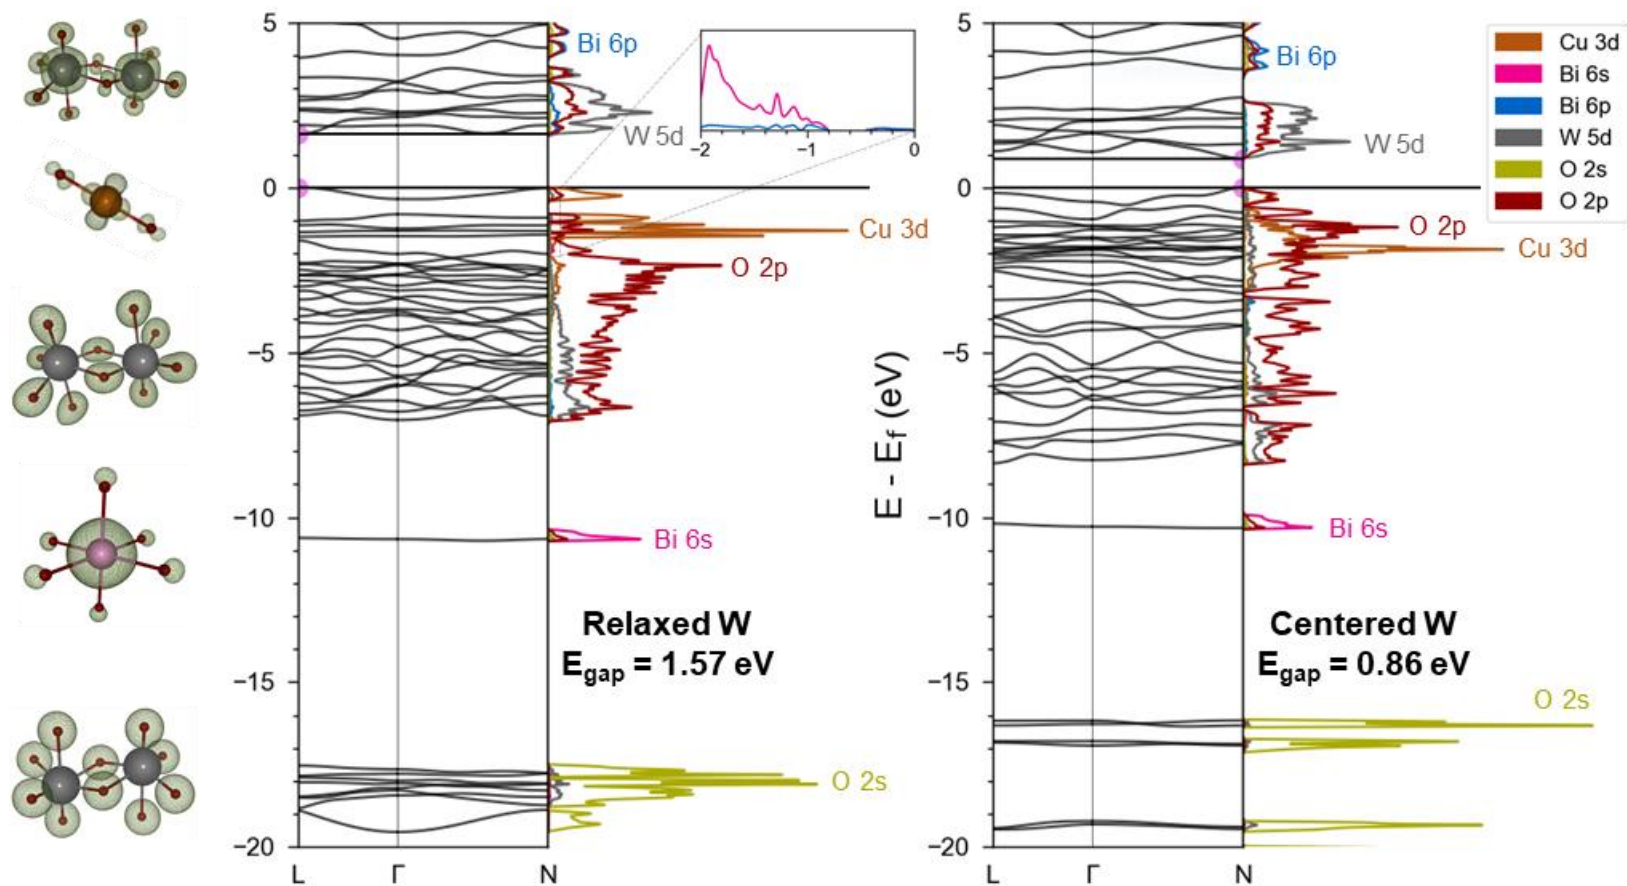 5
0
−5
−10
−15
−20
L
Γ
N
Bi 6p
W 5d
Cu 3d
O 2p
Bi 6s
Relaxed W
Egap = 1.57 eV
O 2s
−2
−1
0
E - Ef (eV)
5
0
−5
−10
−15
−20
L
Γ
N
Bi 6p
W 5d
O 2p
Cu 3d
Bi 6s
Centered W
Egap = 0.86 eV
O 2s
Cu 3d
Bi 6s
Bi 6p
W 5d
O 2s
O 2p